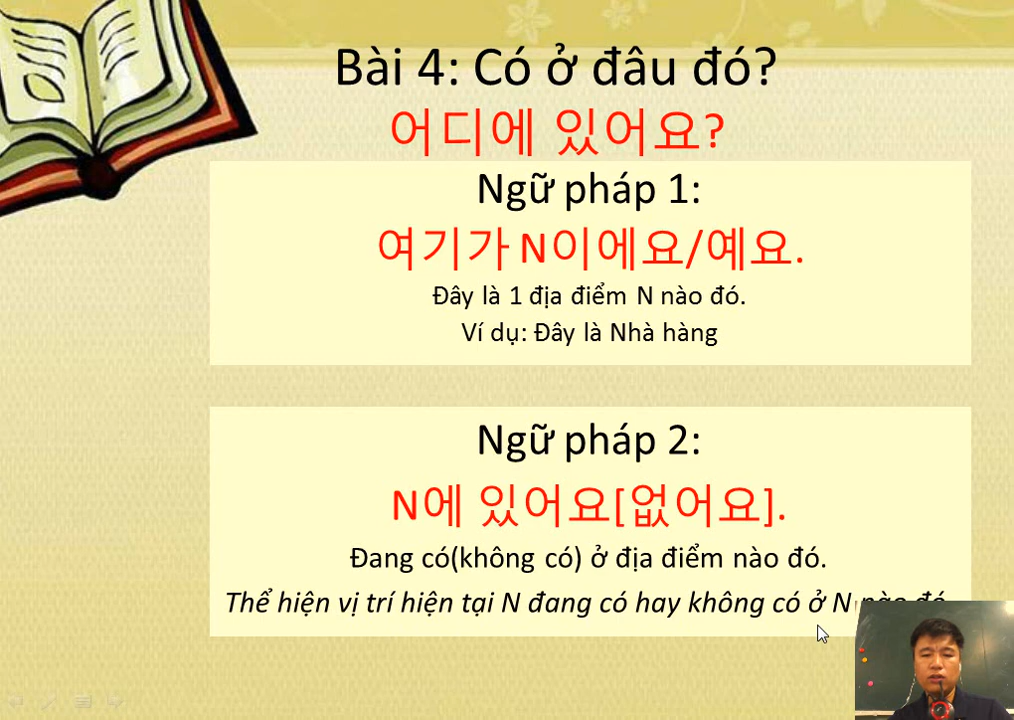 Bài 4: Có ở đâu đó?
어디에 있어요?
Ngữ pháp 1:
여기가 N이에요/예요.
Đây là 1 địa điểm N nào đó.
Ví dụ: Đây là Nhà hàng
Ngữ pháp 2:
N에 있어요[없어요].
Đang có(không có) ở địa điểm nào đó.
Thể hiện vị trí hiện tại N đang có hay không có ở N nào đó